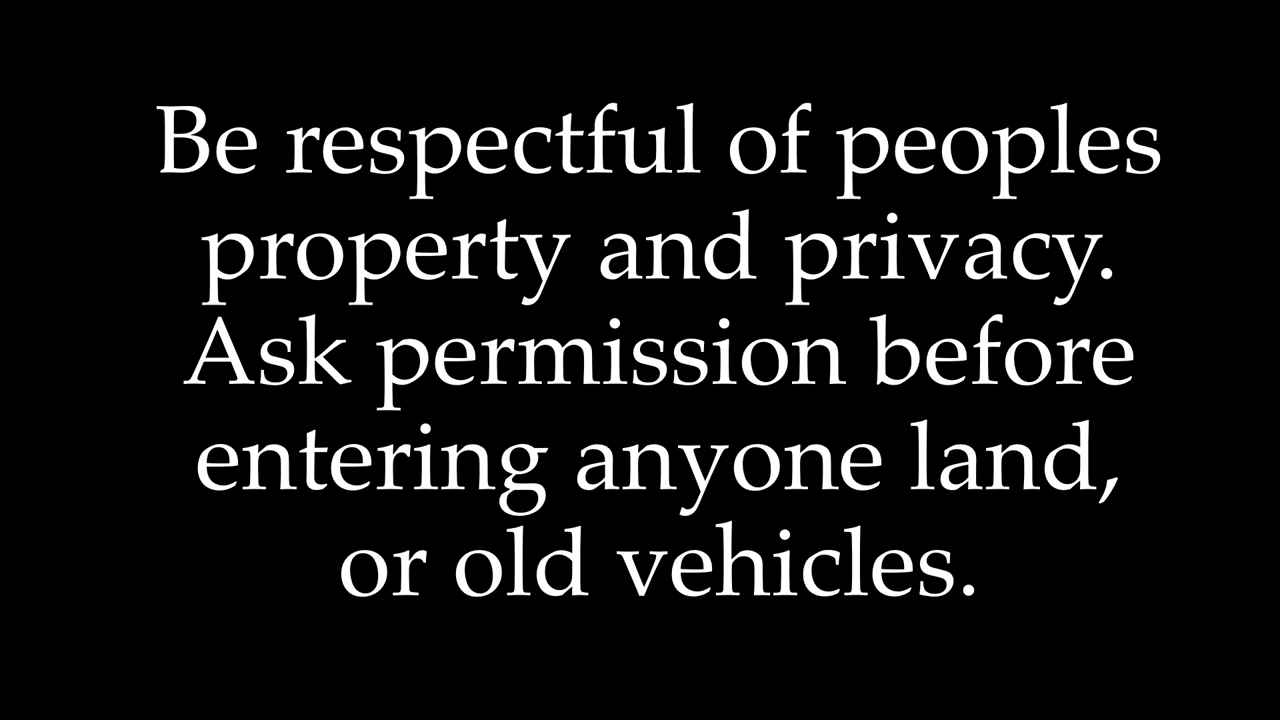 Be respectful of peoples
property and privacy.
Ask permission before
entering anyone land,
or old vehicles.